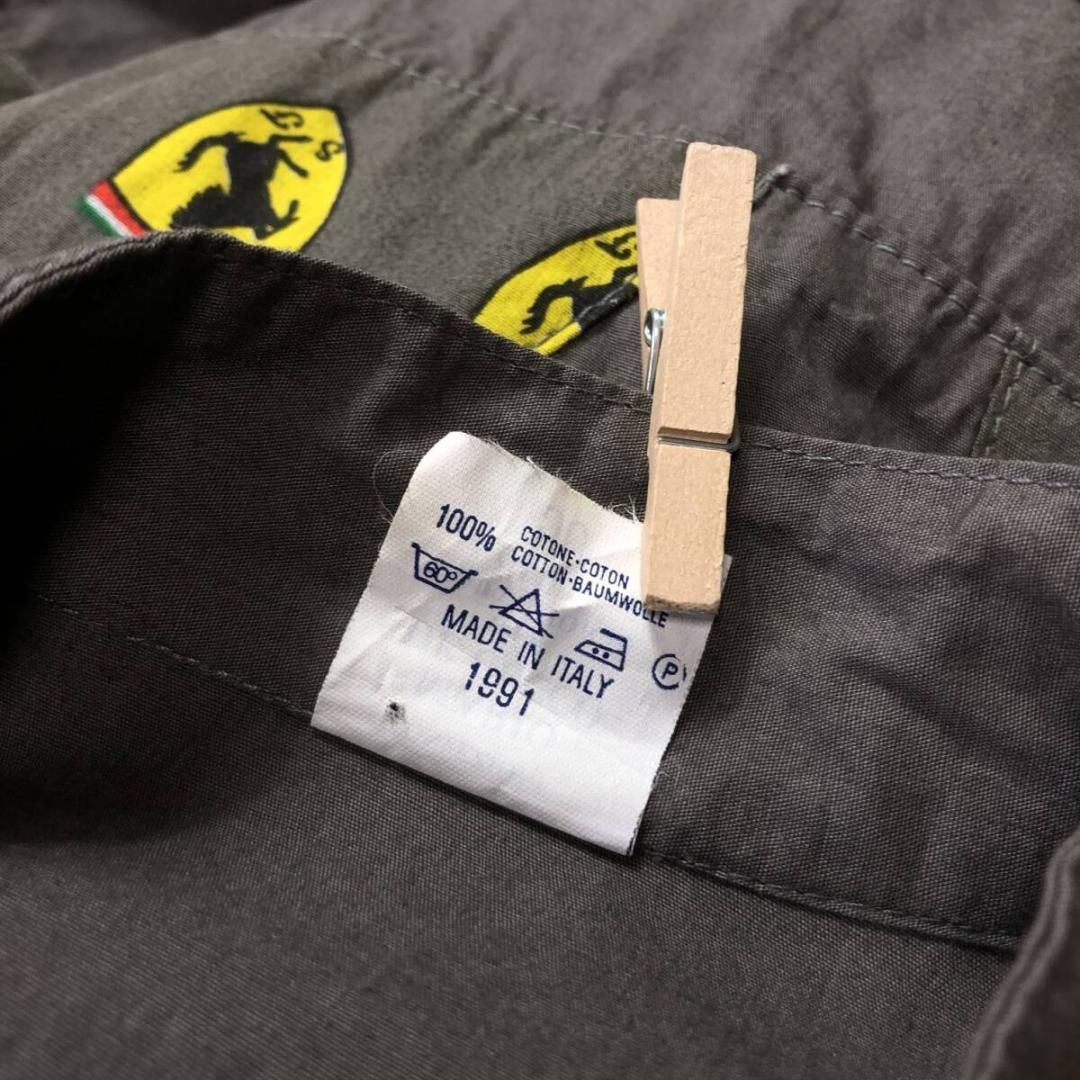 S F
F
100% COTONE-COTON
COTTON-BAUMWOLLE
60°
P
MADE IN ITALY
1991